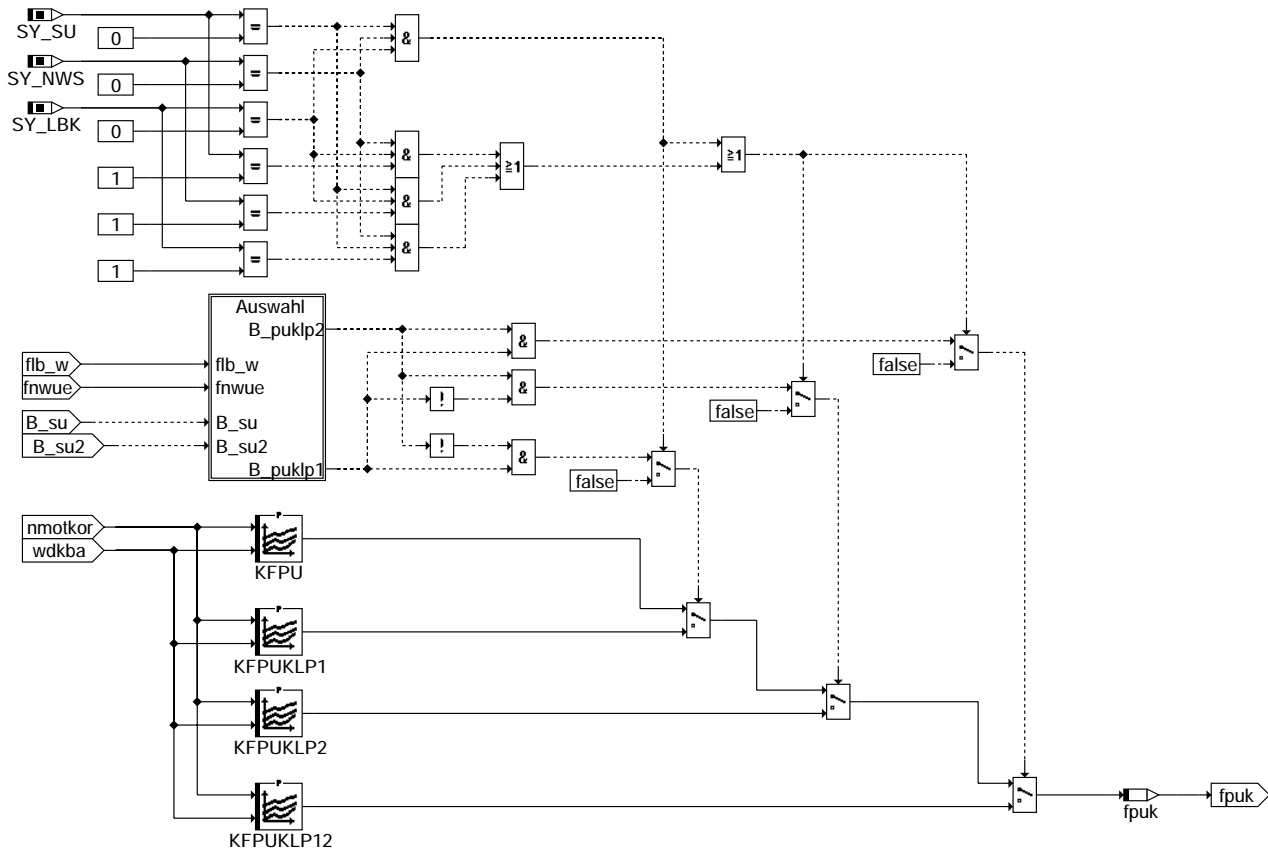 SY_SU
0
=
&
SY_NWS
0
=
SY_LBK
0
=
&
≧1
≧1
1
=
1
=
&
1
=
&
Auswahl
B_puklp2
&
flb_w
flb_w
false
fnwue
fnwue
!
&
false
B_su
B_su
B_su2
B_su2
!
&
B_puklp1
false
nmotkor
wdkba
P
KFPU
P
KFPUKLP1
P
KFPUKLP2
P
KFPUKLP12
fpuk
fpuk